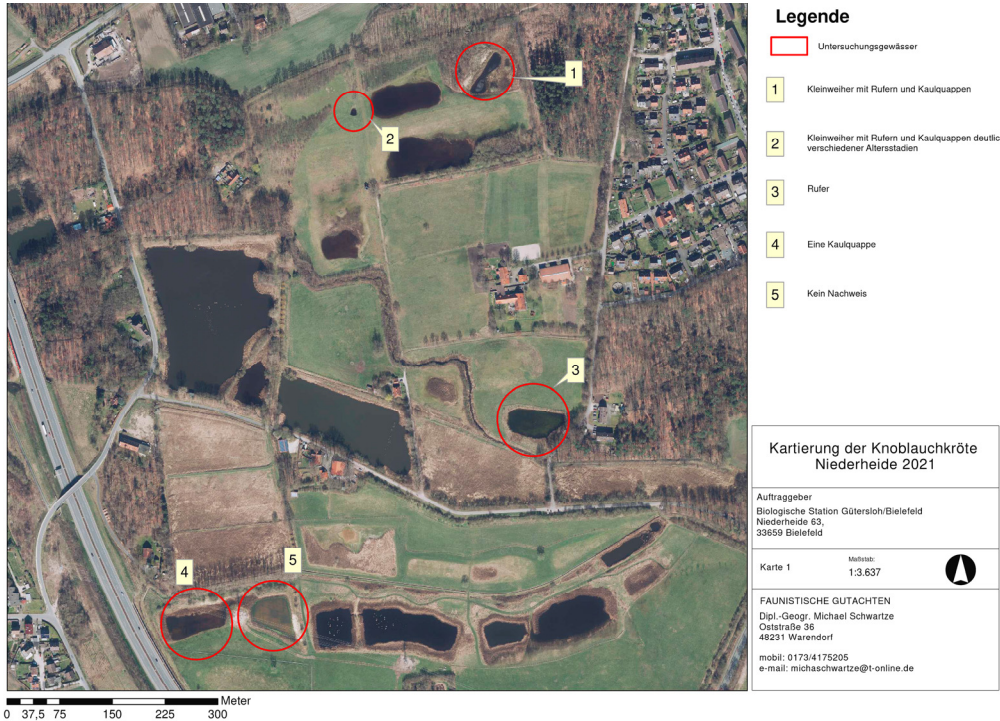 1
2
3
4
5
Legende
Untersuchungsgewässer
1
Kleinweiher mit Rufern und Kaulquappen
2
Kleinweiher mit Rufern und Kaulquappen deutlic
verschiedener Altersstadien
3
Rufer
4
Eine Kaulquappe
5
Kein Nachweis
Kartierung der Knoblauchkröte
Niederheide 2021
Auftraggeber
Biologische Station Gütersloh/Bielefeld
Niederheide 63,
33659 Bielefeld
Karte 1
Maßstab:
1:3.637
FAUNISTISCHE GUTACHTEN
Dipl.-Geogr. Michael Schwartze
Oststraße 36
48231 Warendorf
mobil: 0173/4175205
e-mail: michaschwartze@t-online.de
Meter
0 37,5 75 150 225 300